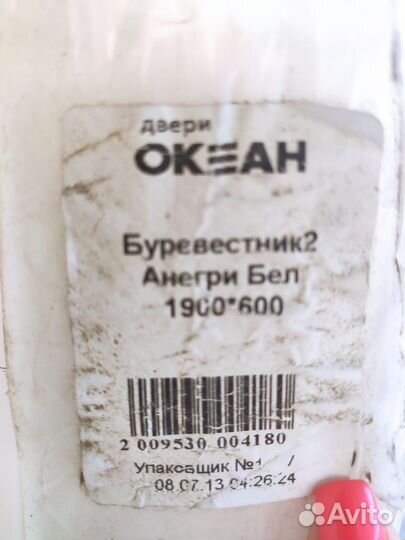 двери
ОКЕАН
Буревестник2
Анегри Бел
1900*600
2 009530 004180
Упаковщик №1 /
08.07.13 04:26:24
Avito